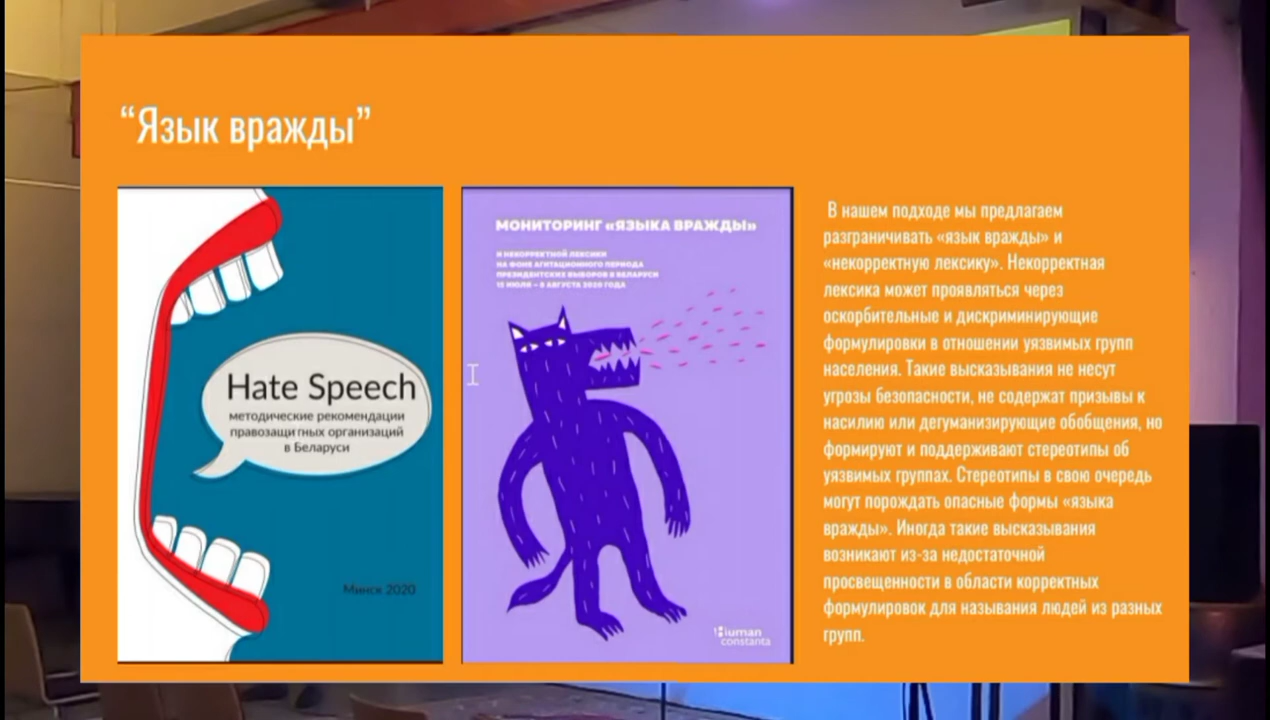 “Язык вражды”
Hate Speech
методические рекомендации
правозащитных организаций
в Беларуси
Минск 2020
МОНИТОРИНГ «ЯЗЫКА ВРАЖДЫ»
И НЕКОРРЕКТНОЙ ЛЕКСИКИ
НА ФОНЕ АГИТАЦИОННОГО ПЕРИОДА
ПРЕЗИДЕНТСКИХ ВЫБОРОВ В БЕЛАРУСИ
13 ИЮЛЯ – 8 АВГУСТА 2020 ГОДА
Human
constanta
В нашем подходе мы предлагаем
разграничивать «язык вражды» и
«некорректную лексику». Некорректная
лексика может проявляться через
оскорбительные и дискриминирующие
формулировки в отношении уязвимых групп
населения. Такие высказывания не несут
угрозы безопасности, не содержат призывы к
насилию или дегуманизирующие обобщения, но
формируют и поддерживают стереотипы об
уязвимых группах. Стереотипы в свою очередь
могут порождать опасные формы «языка
вражды». Иногда такие высказывания
возникают из-за недостаточной
просвещенности в области корректных
формулировок для называния людей из разных
групп.